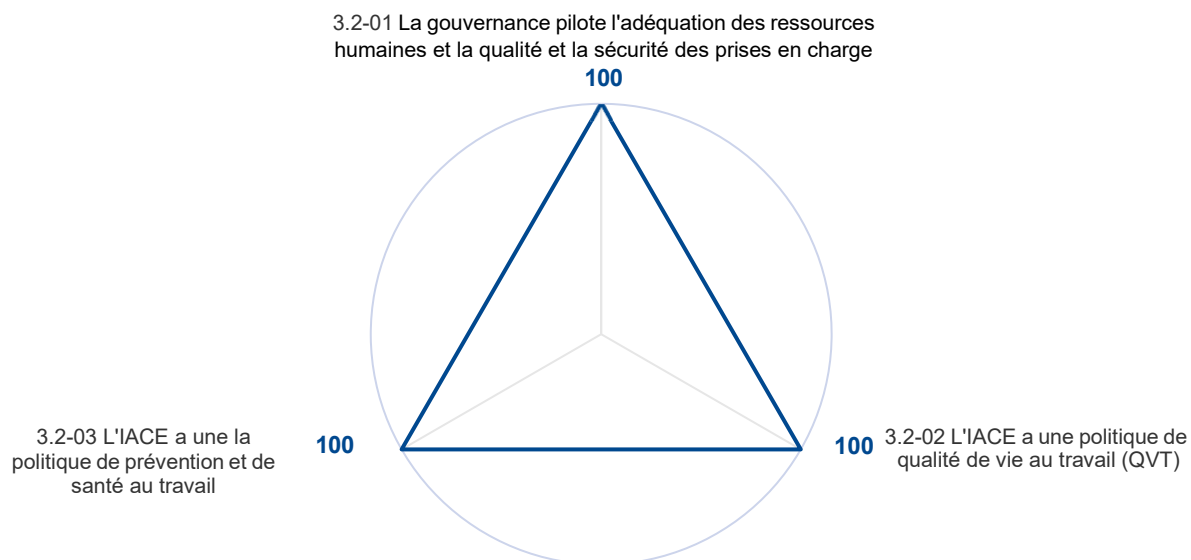 3.2-01 La gouvernance pilote l'adéquation des ressources
humaines et la qualité et la sécurité des prises en charge
100
3.2-03 L'IACE a une la
politique de prévention et de
santé au travail
100
100
3.2-02 L'IACE a une politique de
qualité de vie au travail (QVT)